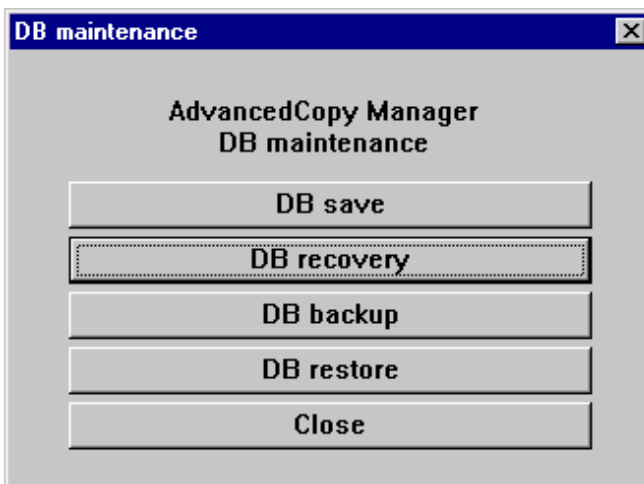 DB maintenance
AdvancedCopy Manager
DB maintenance
DB save
DB recovery
DB backup
DB restore
Close